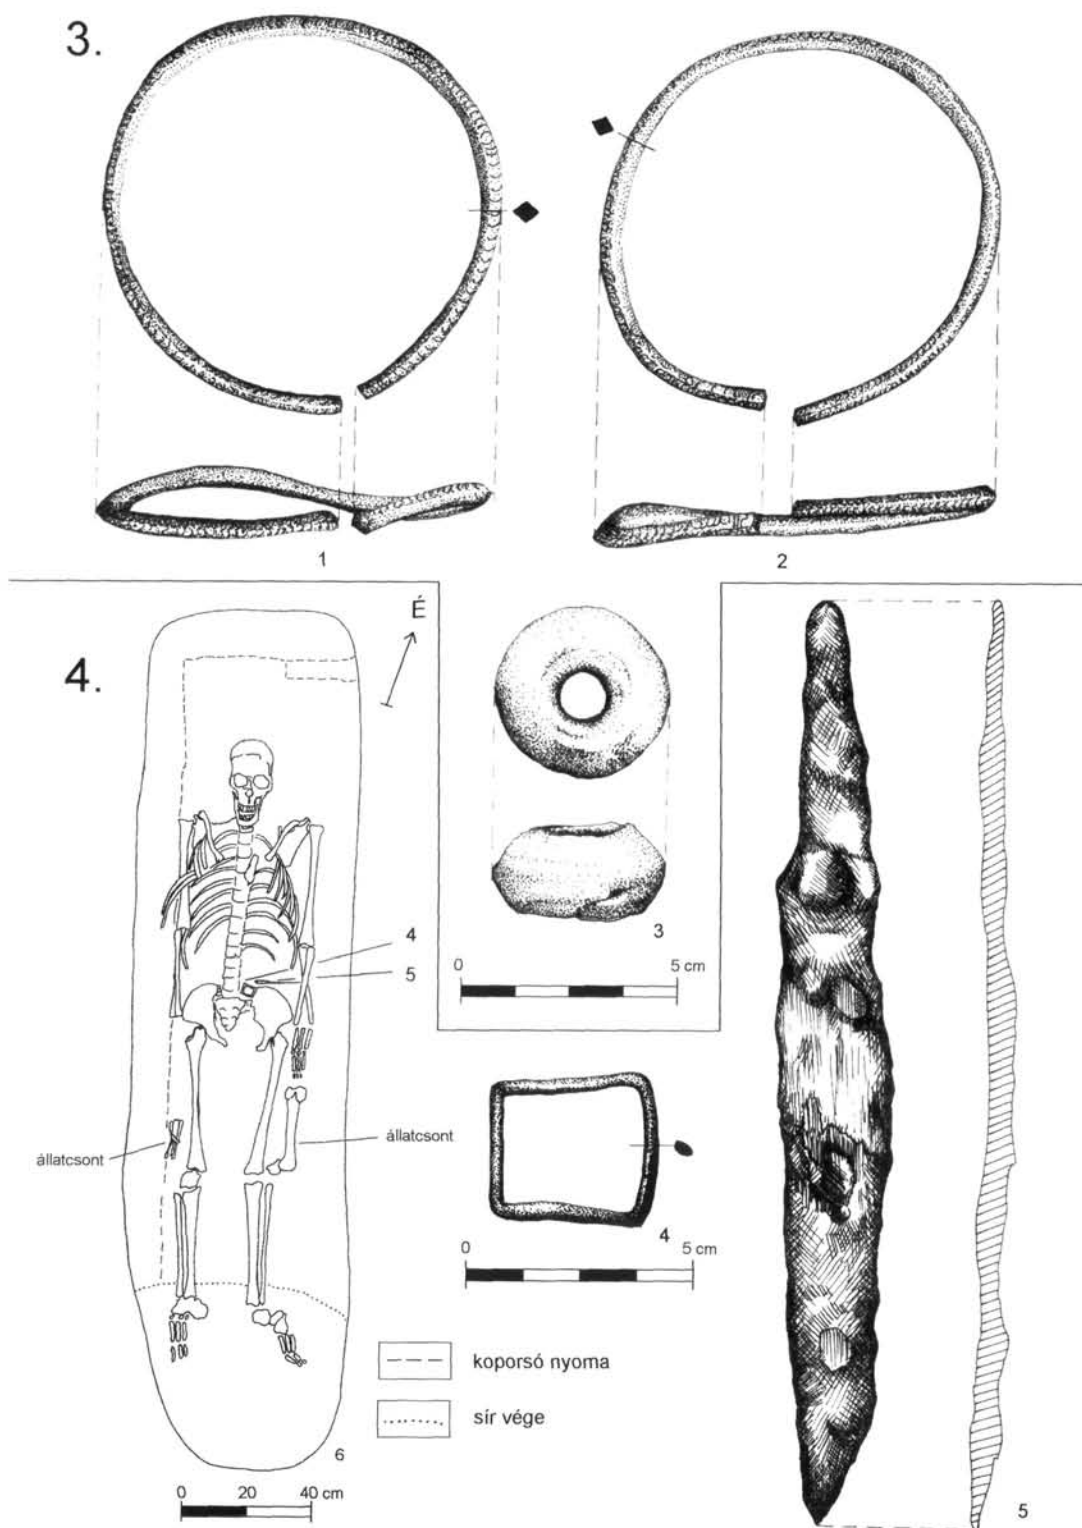 3.
1
2
É
4.
4
5
3
0 5 cm
állatcsont
állatcsont
4
0 5 cm
koporsó nyoma
sír vége
6
0 20 40 cm
5